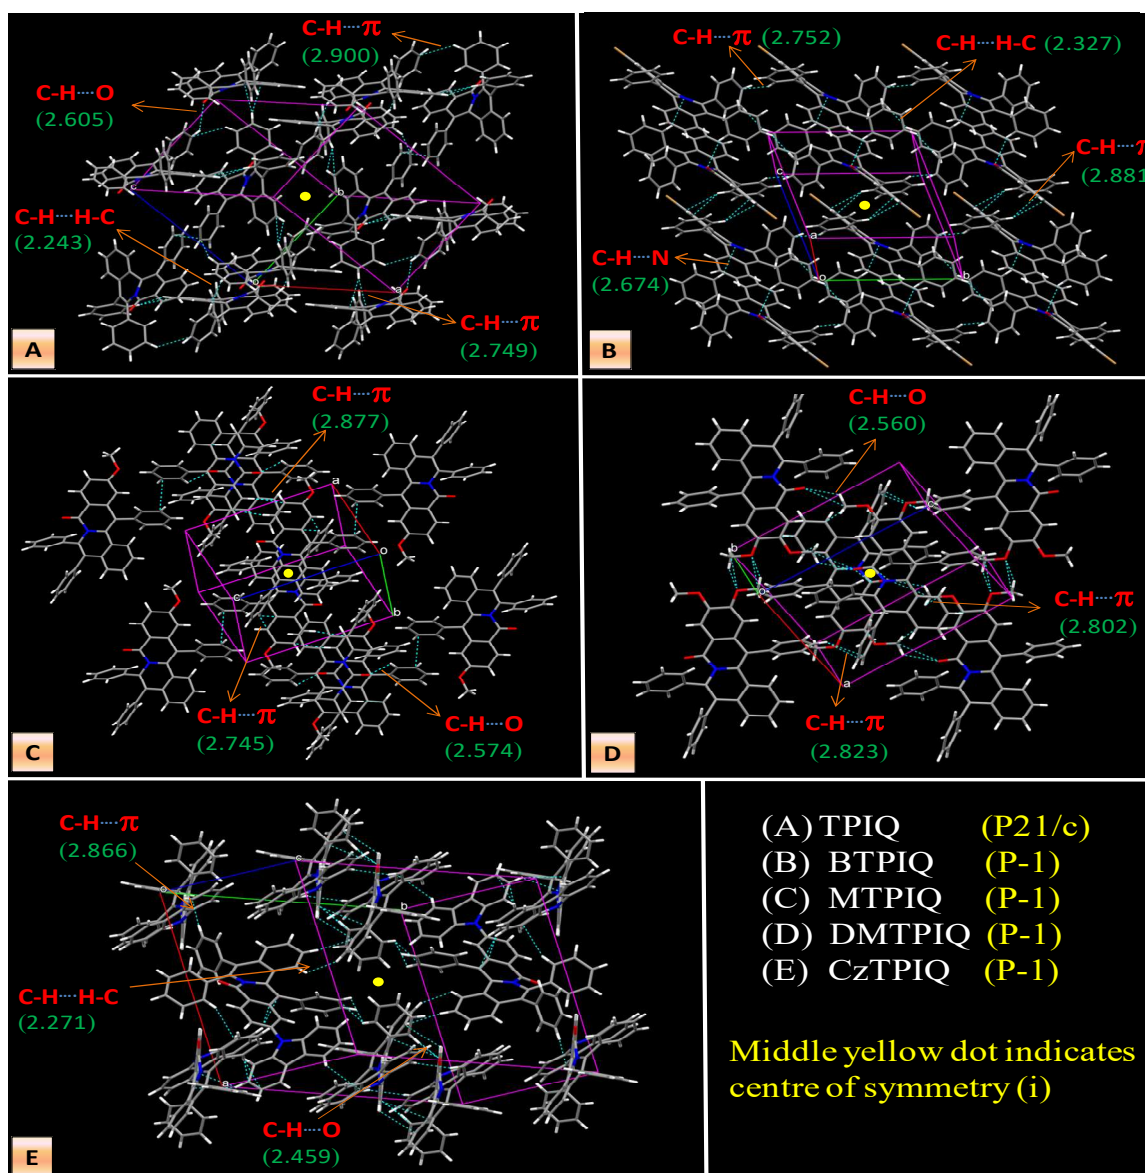 C-H····π
(2.900)
C-H····O
(2.605)
b
c
C-H····H-C
(2.243)
o
a
C-H····π
(2.749)
A
C-H····π (2.752)
C-H····H-C (2.327)
C-H····π
(2.881)
c
a
C-H····N
(2.674)
o
b
B
C-H····π
(2.877)
a
o
c
b
C-H····π
(2.745)
C-H····O
(2.574)
C
C-H····O
(2.560)
c
b
o
C-H····π
(2.802)
a
C-H····π
(2.823)
D
C-H····π
(2.866)
c
o
b
C-H····H-C
(2.271)
a
C-H····O
(2.459)
E
(A) TPIQ (P21/c)
(B) BTPIQ (P-1)
(C) MTPIQ (P-1)
(D) DMTPIQ (P-1)
(E) CzTPIQ (P-1)
Middle yellow dot indicates
centre of symmetry (i)